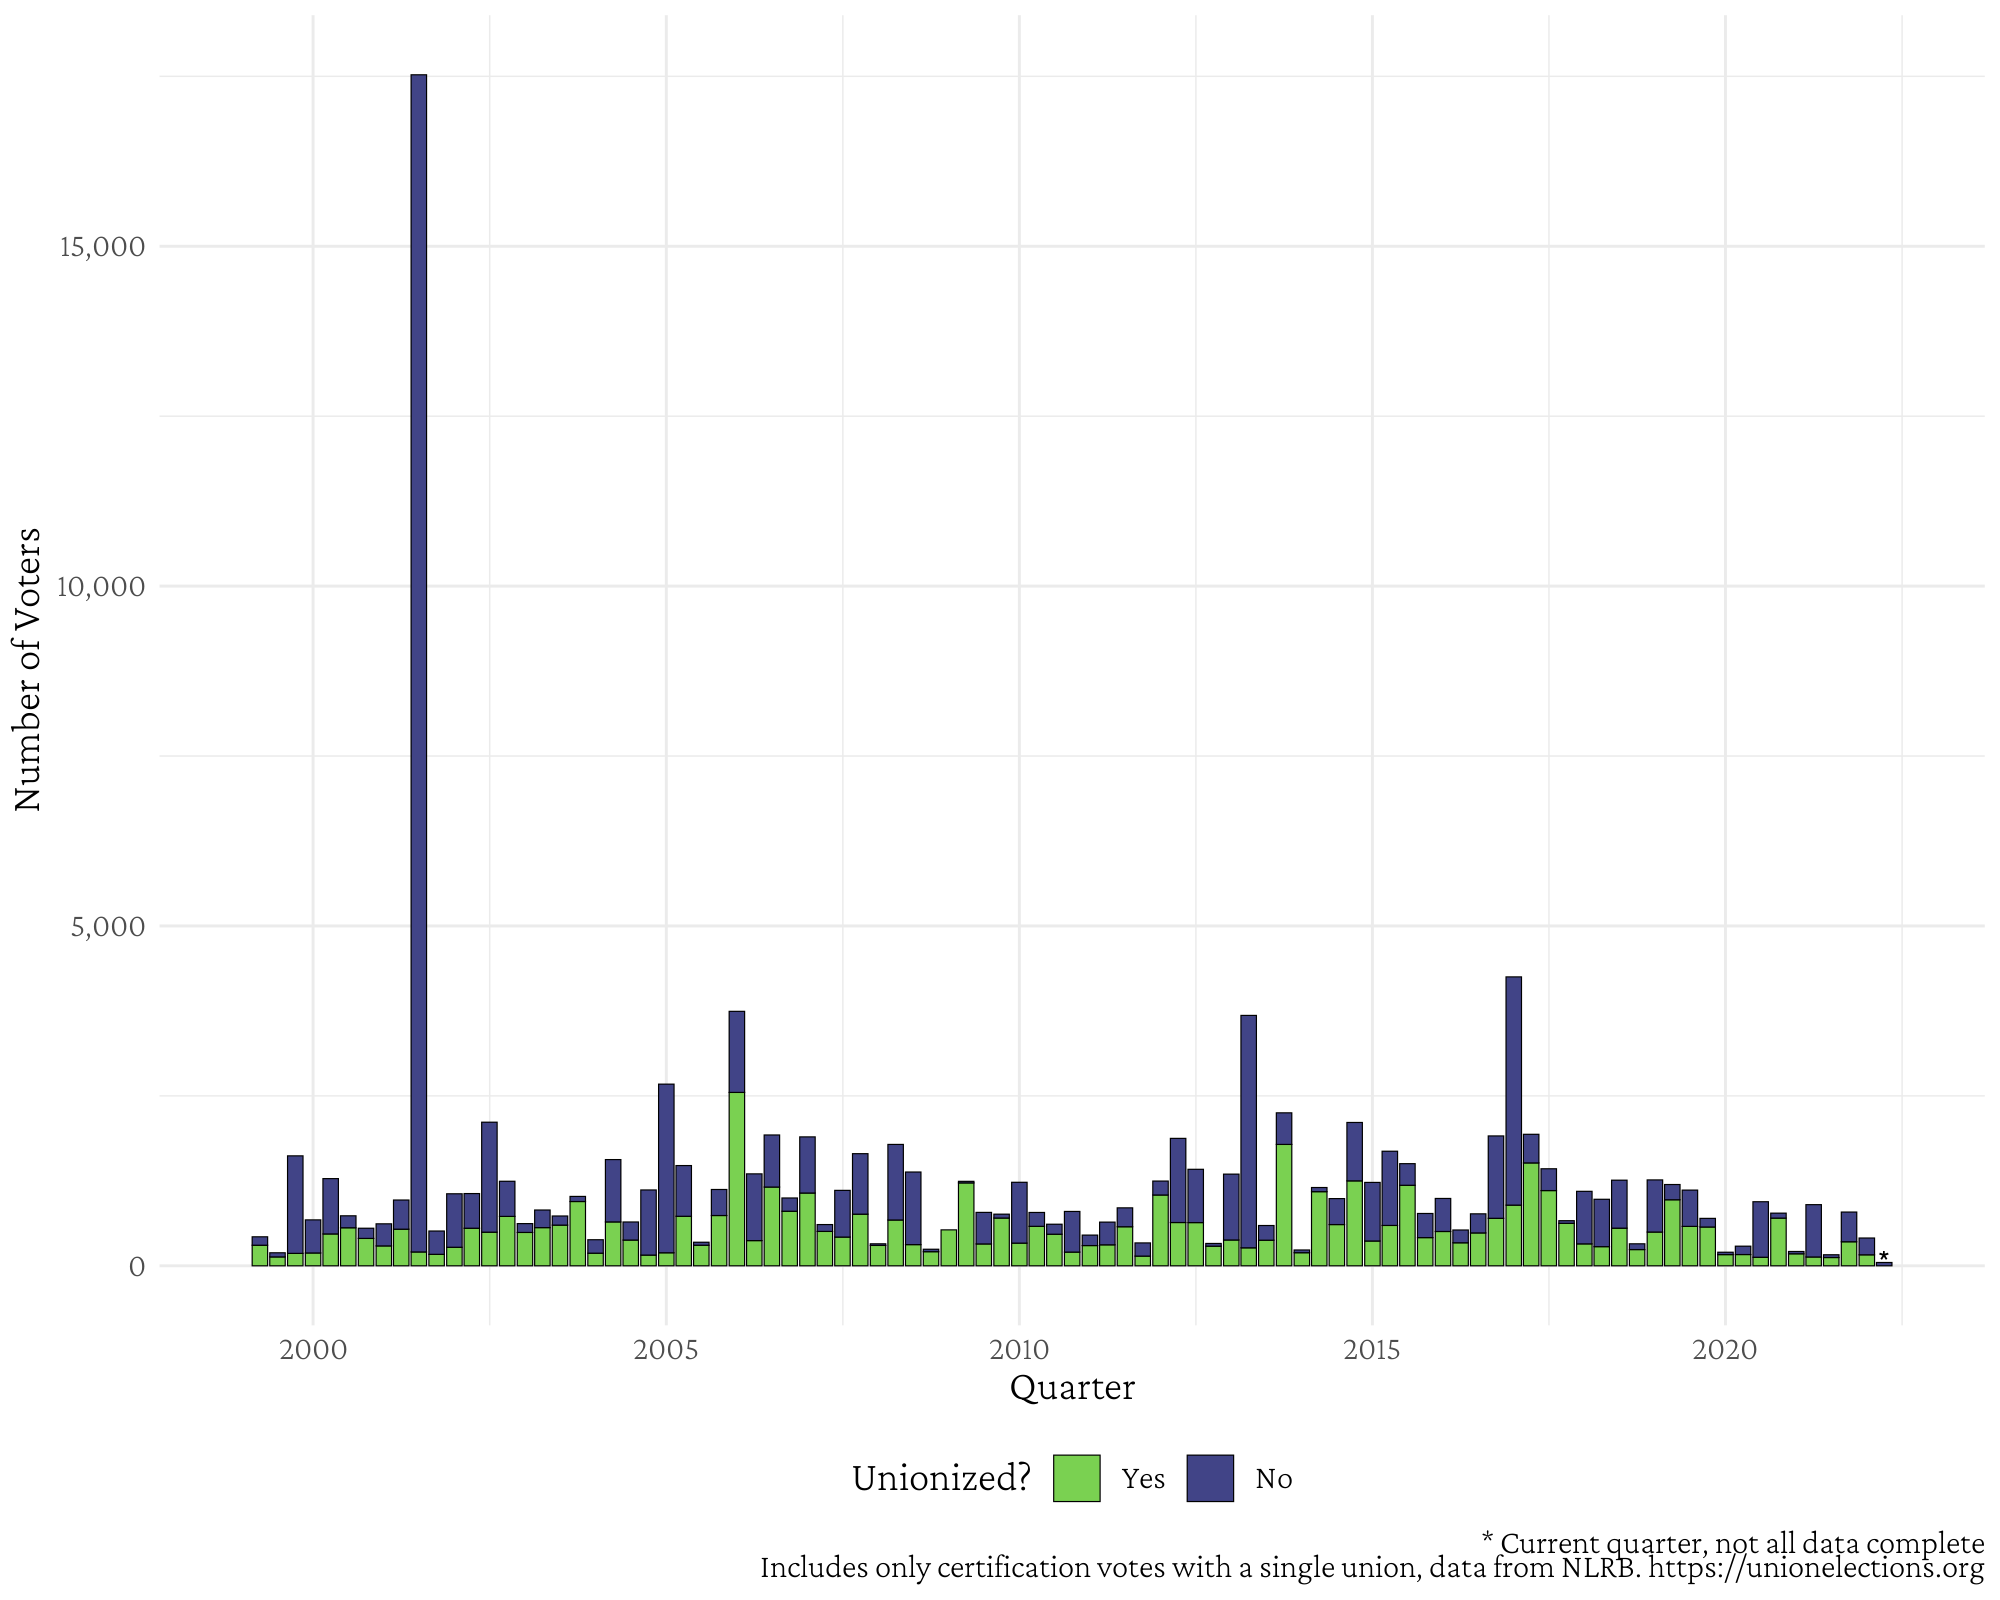 15,000
10,000
5,000
0
Number of Voters
*
2000 2005 2010 2015 2020
Quarter
Unionized? Yes No
* Current quarter, not all data complete
Includes only certification votes with a single union, data from NLRB. https://unionelections.org